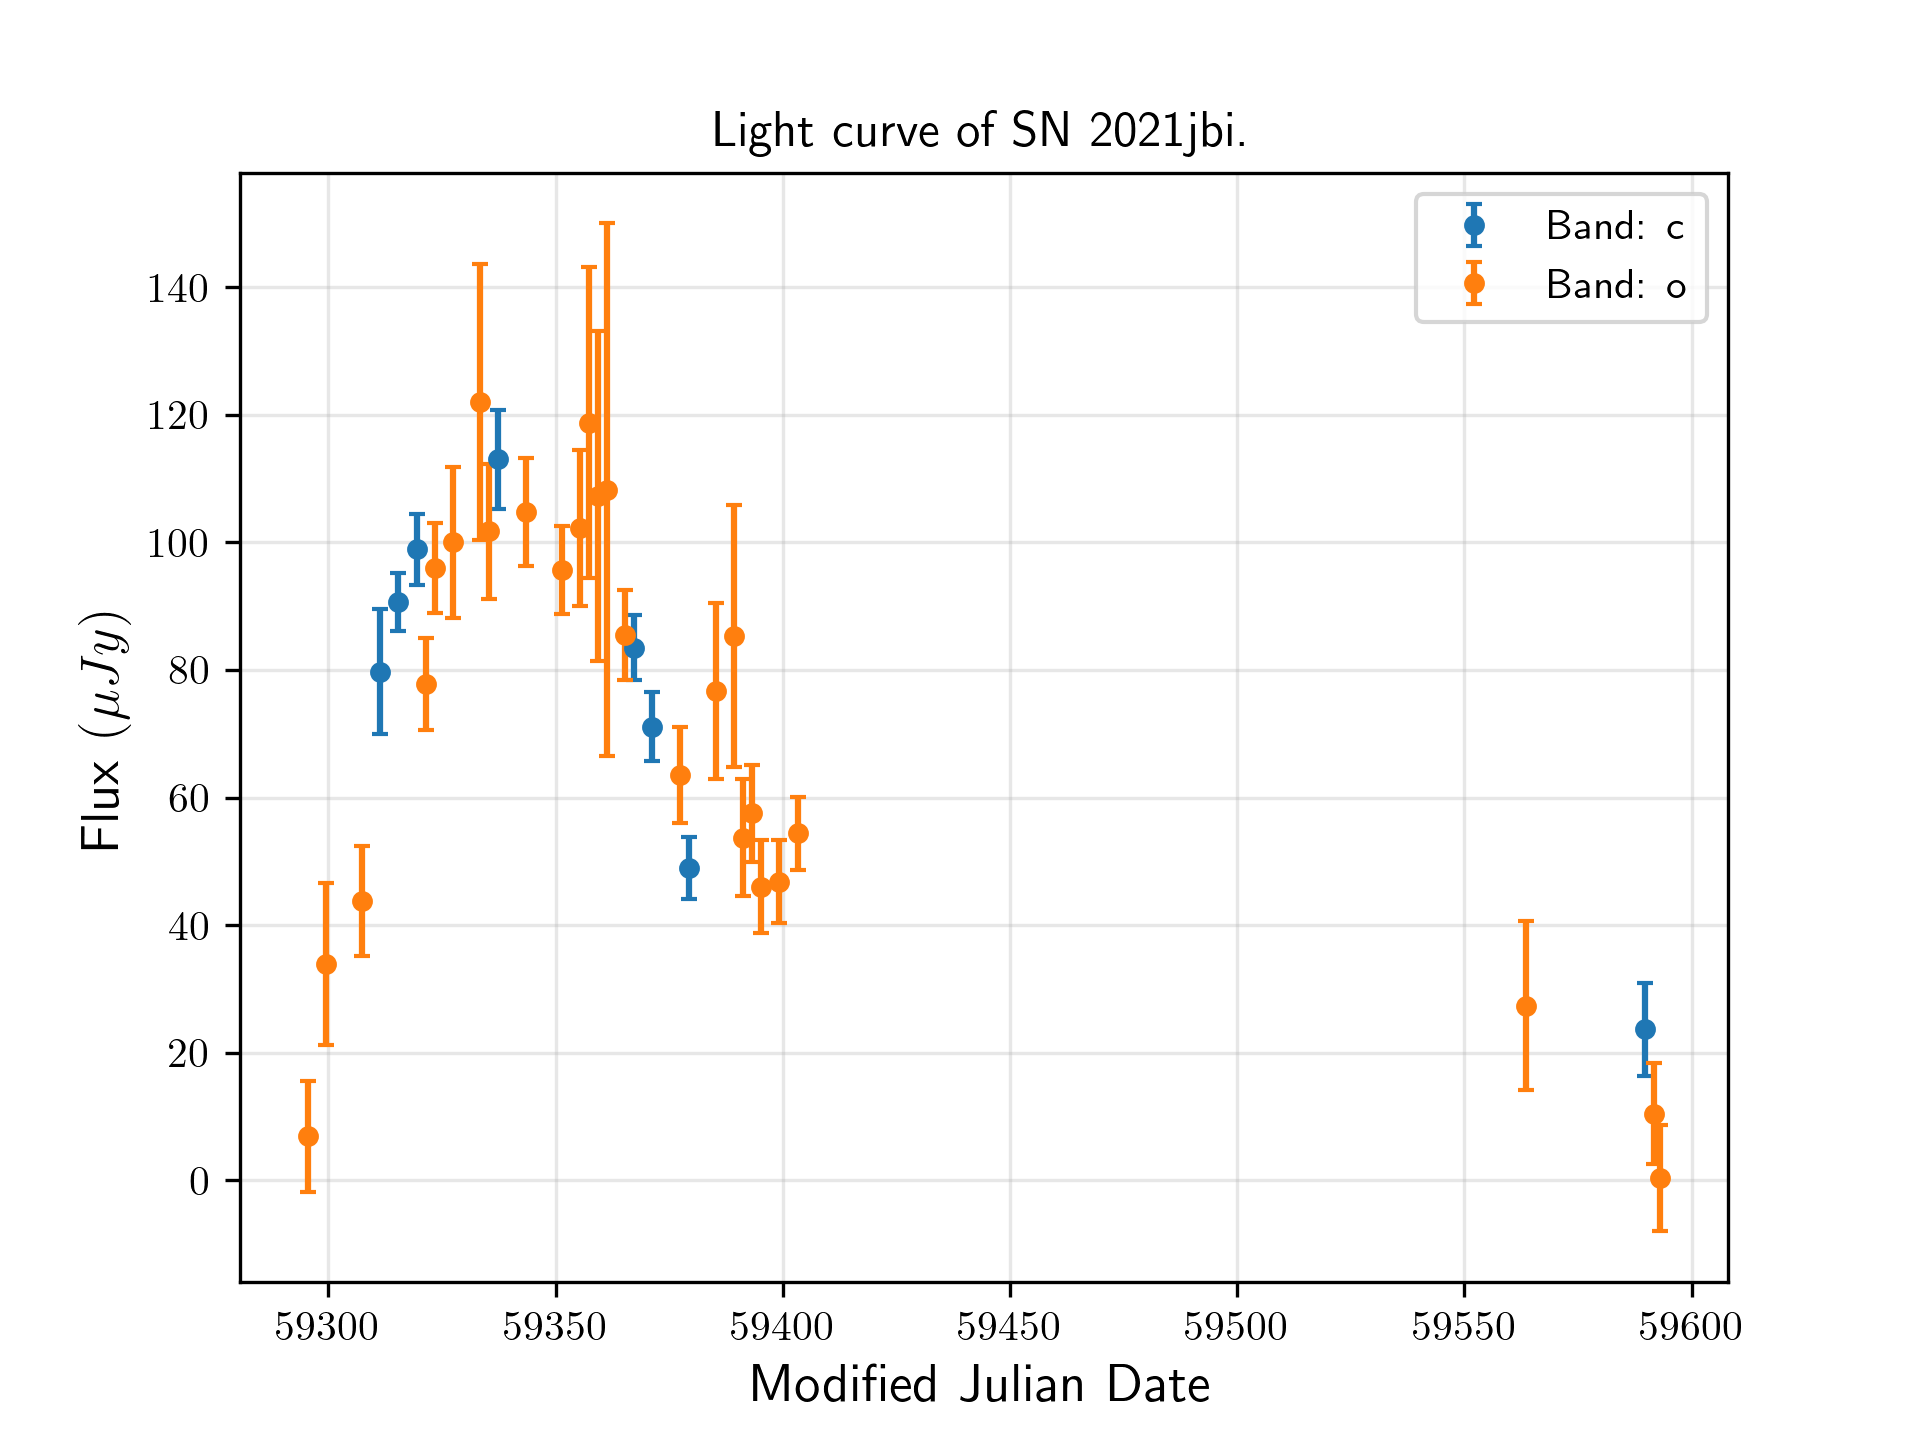 Light curve of SN 2021jbi.
Band: c
Band: o
140
120
100
80
60
40
20
0
Flux (μJy)
59300 59350 59400 59450 59500 59550 59600
Modified Julian Date